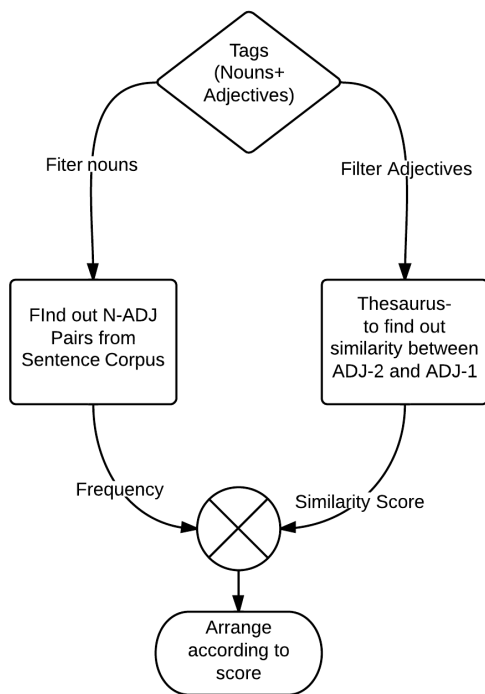 Tags
(Nouns+
Adjectives)
Fiter nouns
Filter Adjectives
FInd out N-ADJ
Pairs from
Sentence Corpus
Thesaurus-
to find out
similarity between
ADJ-2 and ADJ-1
Frequency
Similarity Score
Arrange
according to
score